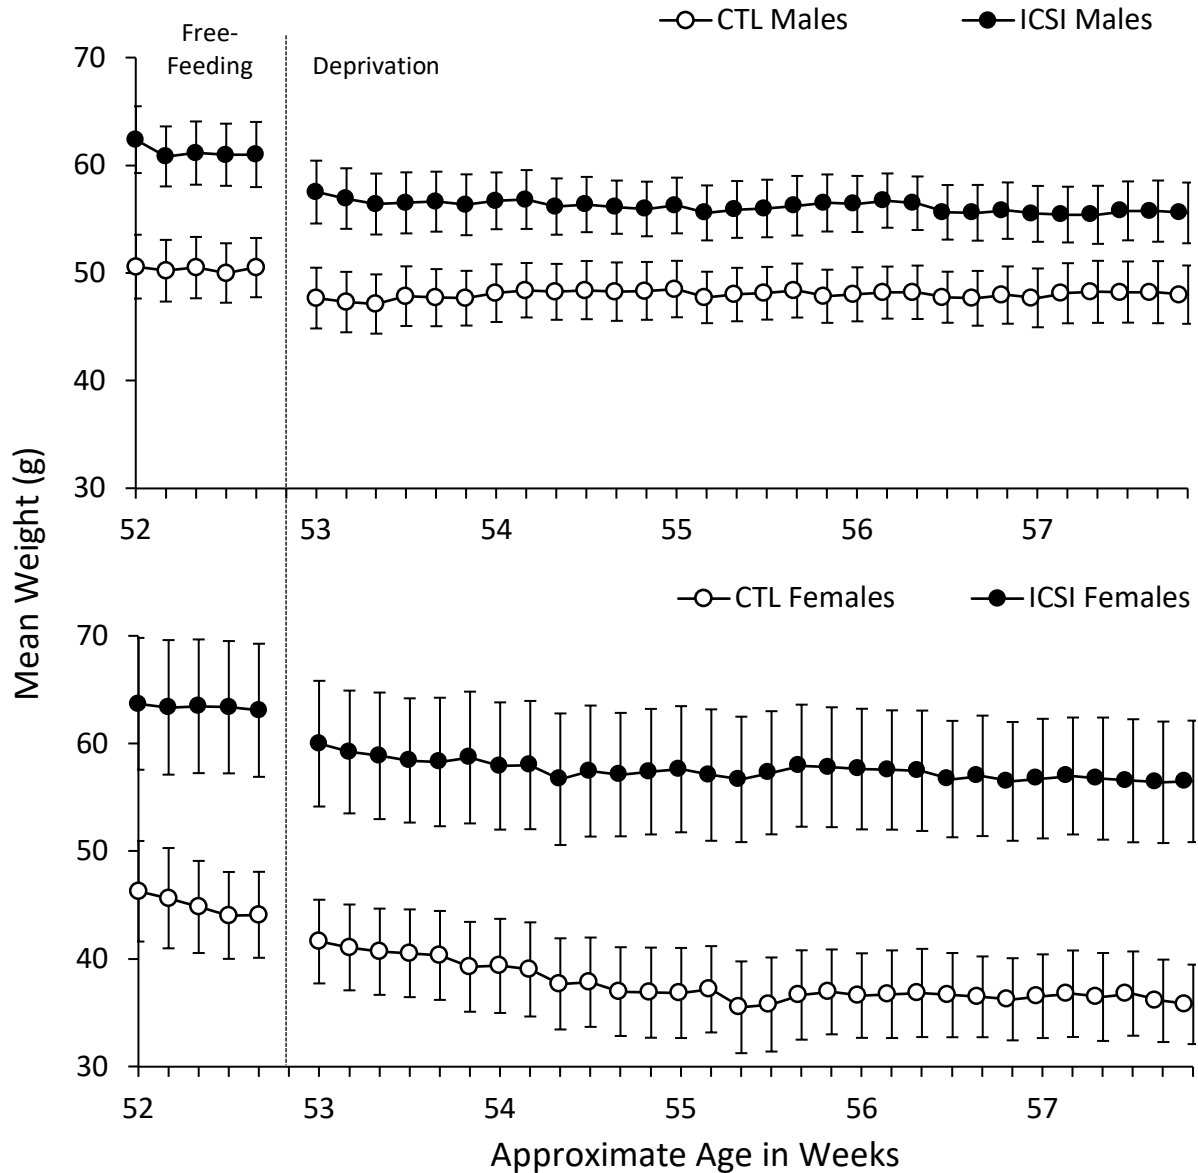 CTL Males
ICSI Males
Free-
Feeding
Deprivation
70
60
50
40
30
52
53
54
55
56
57
Mean Weight (g)
CTL Females
ICSI Females
70
60
50
40
30
52
53
54
55
56
57
Approximate Age in Weeks